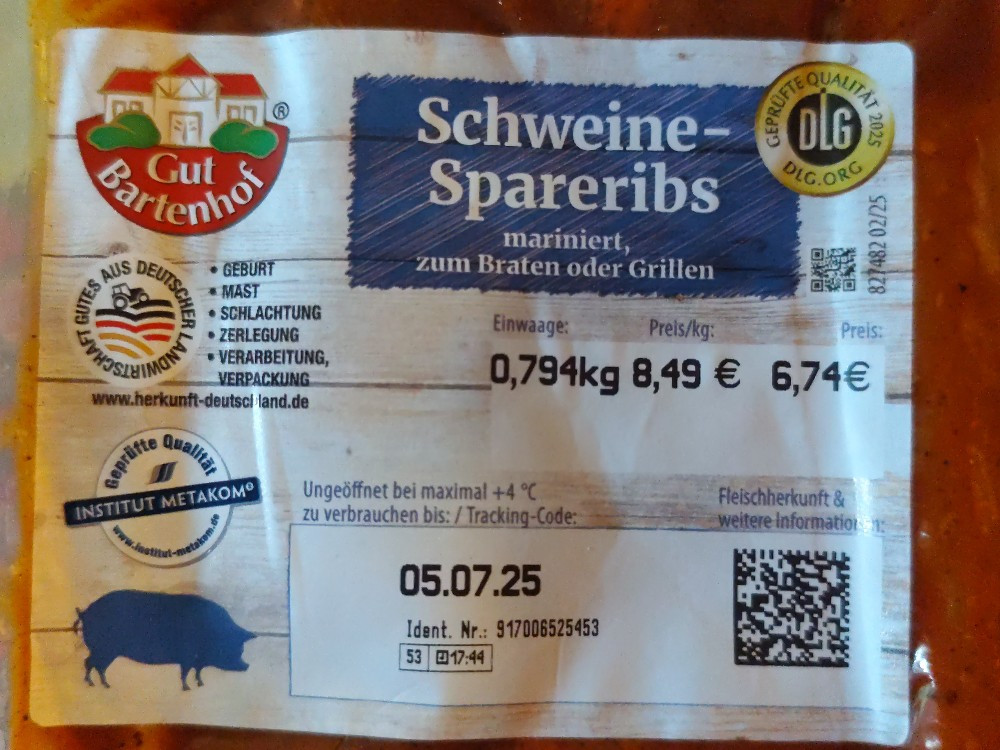 Gut
Bartenhof
®
Schweine-
Spareribs
mariniert,
zum Braten oder Grillen
GEPRÜFTE QUALITÄT 2025
DLG
DLG.ORG
827482 02/25
GUTES AUS DEUTSCHER LANDWIRTSCHAFT
• GEBURT
• MAST
• SCHLACHTUNG
• ZERLEGUNG
• VERARBEITUNG,
VERPACKUNG
www.herkunft-deutschland.de
Einwaage: Preis/kg: Preis:
0,794kg 8,49 € 6,74€
Geprüfte Qualität
INSTITUT METAKOM®
www.institut-metakom.de
Ungeöffnet bei maximal +4 °C
zu verbrauchen bis: / Tracking-Code:
Fleischherkunft &
weitere Informationen:
05.07.25
Ident. Nr.: 917006525453
53 17:44